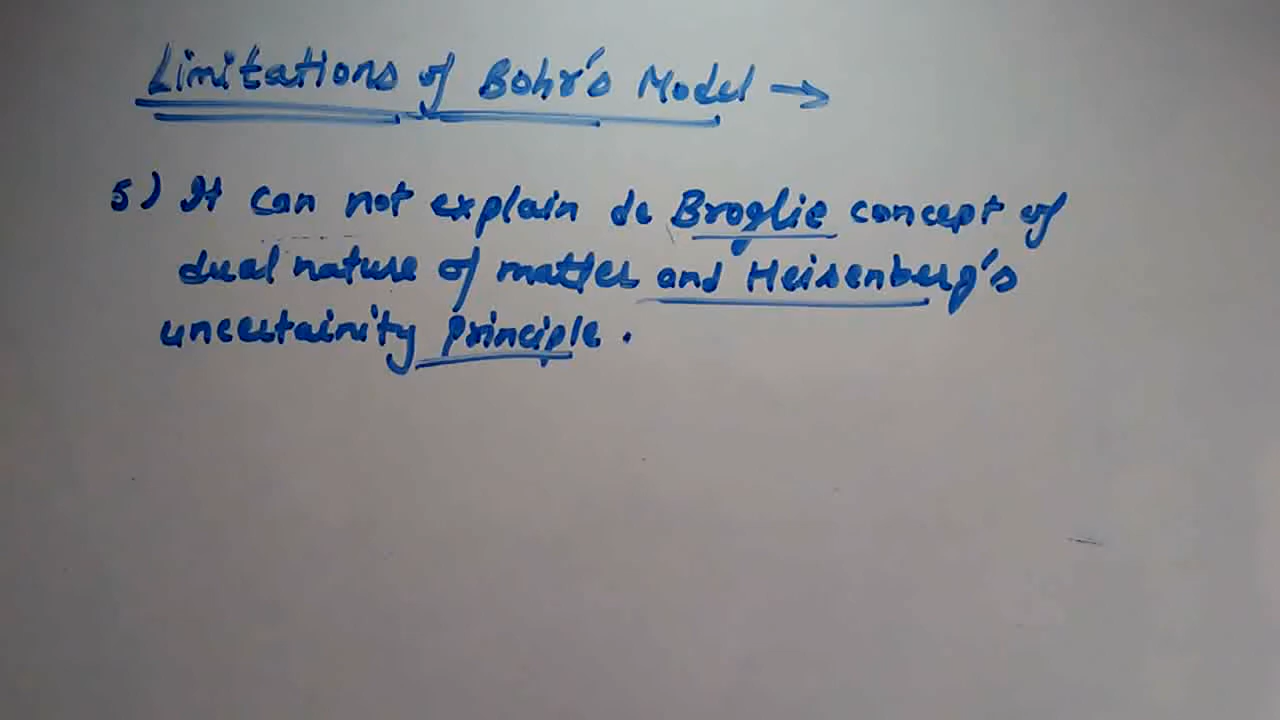 Limitations of Bohr's Model →
5) It can not explain de Broglie concept of
dual nature of matter and Heisenberg's
uncertainity principle.